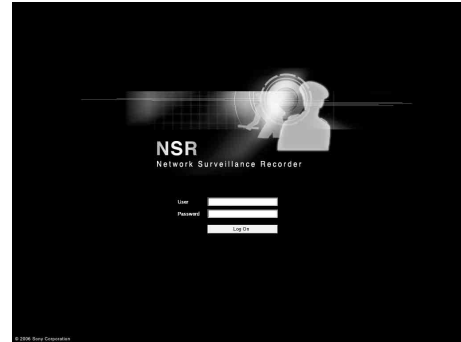 NSR
Network Surveillance Recorder
User
Password
Log On
© 2006 Sony Corporation